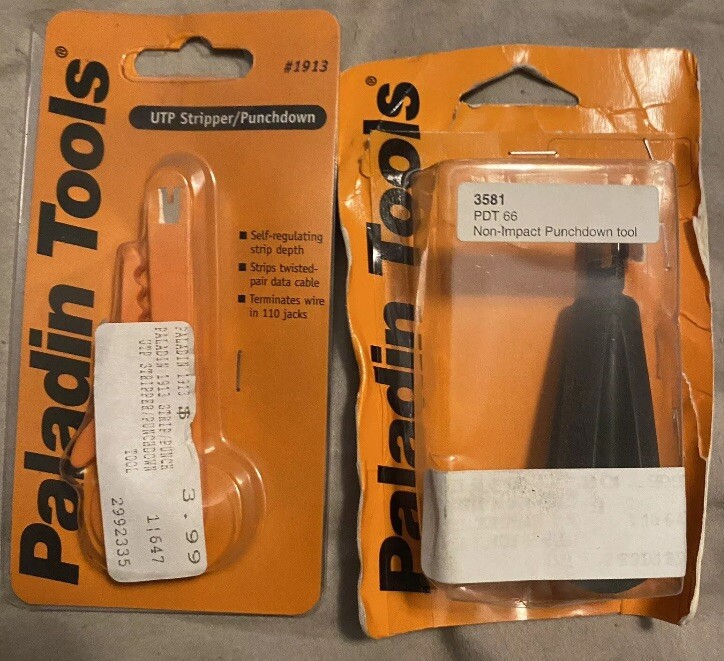 Paladin Tools®
#1913
UTP Stripper/Punchdown
■ Self-regulating
strip depth
■ Strips twisted-
pair data cable
■ Terminates wire
in 110 jacks
PALADIN 1913 $ 3.99
PALADIN 1913 STRIP/PUNCH
UTP STRIPPER/PUNCHDOWN
TOOL
11647
2992335
Paladin Tools®
3581
PDT 66
Non-Impact Punchdown tool